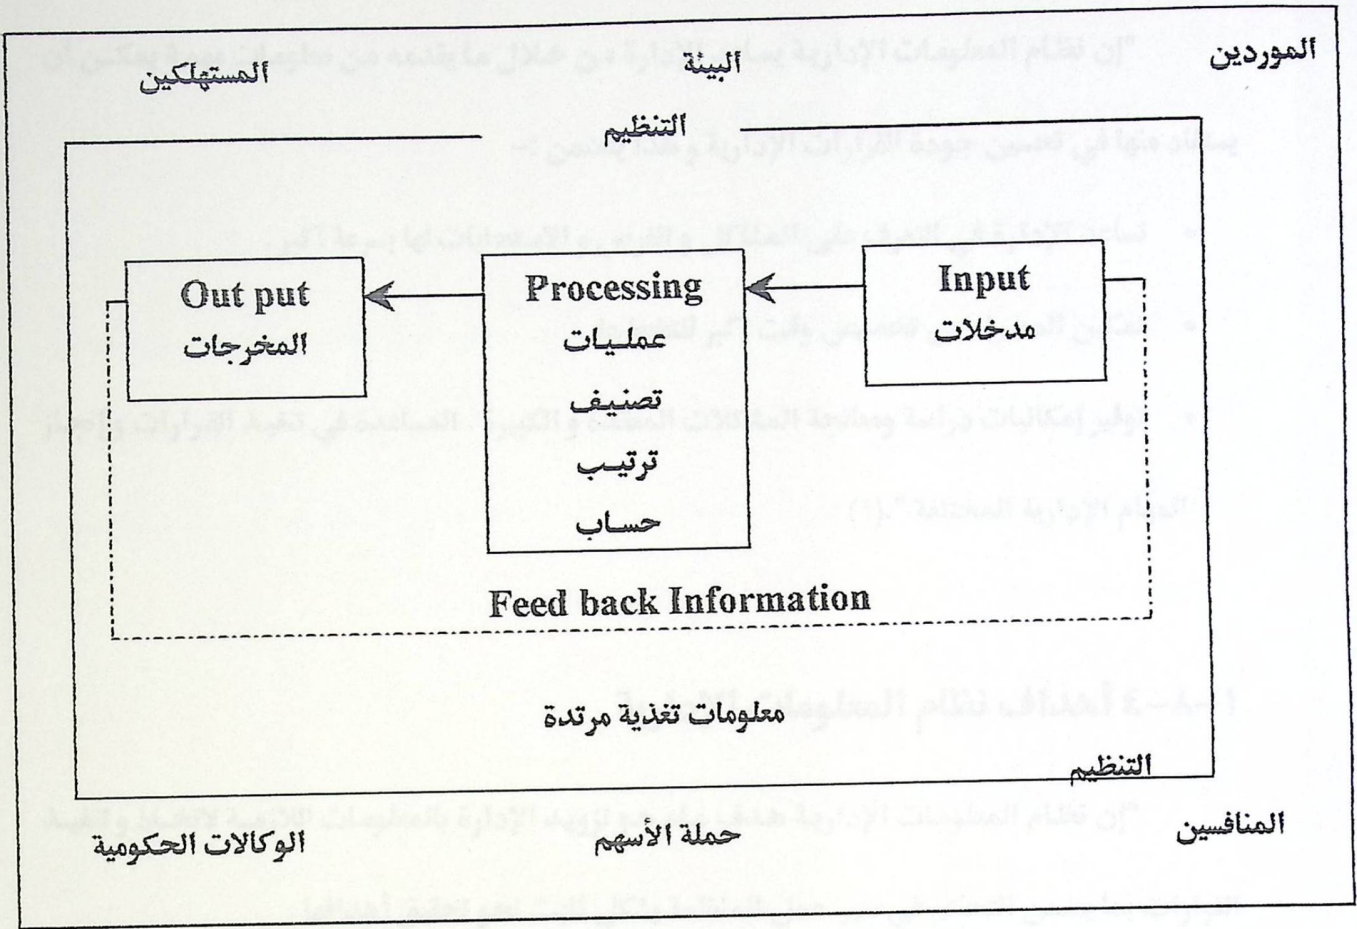 الموردين
البيئة
المستهلكين
التنظيم
Input
مدخلات
Processing
عمليات
تصنيف
ترتيب
حساب
Out put
المخرجات
Feed back Information
معلومات تغذية مرتدة
التنظيم
المنافسين
حملة الأسهم
الوكالات الحكومية